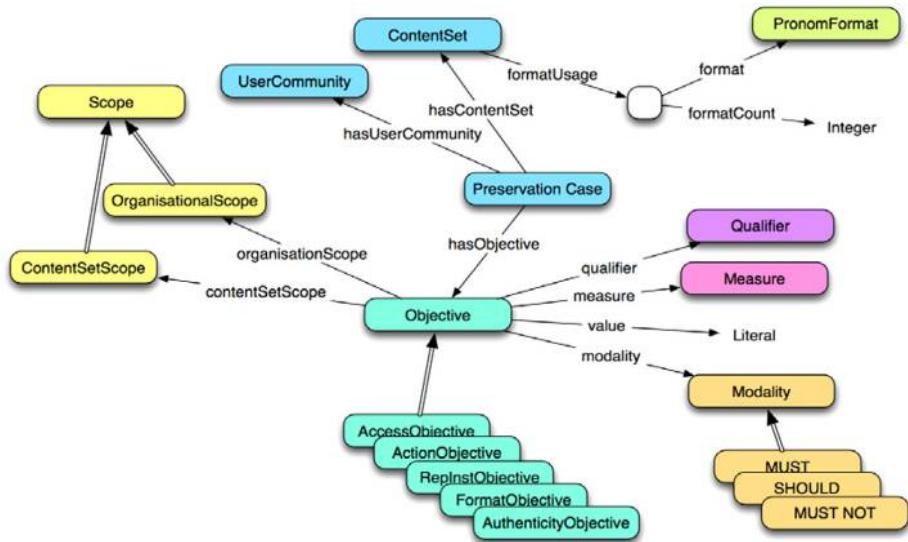 ContentSet
PronomFormat
UserCommunity
formatUsage
format
Scope
hasContentSet
formatCount
Integer
hasUserCommunity
OrganisationalScope
Preservation Case
Qualifier
organisationScope
hasObjective
qualifier
ContentSetScope
contentSetScope
measure
Measure
Objective
value
Literal
modality
Modality
AccessObjective
ActionObjective
RepInstObjective
FormatObjective
AuthenticityObjective
MUST
SHOULD
MUST NOT